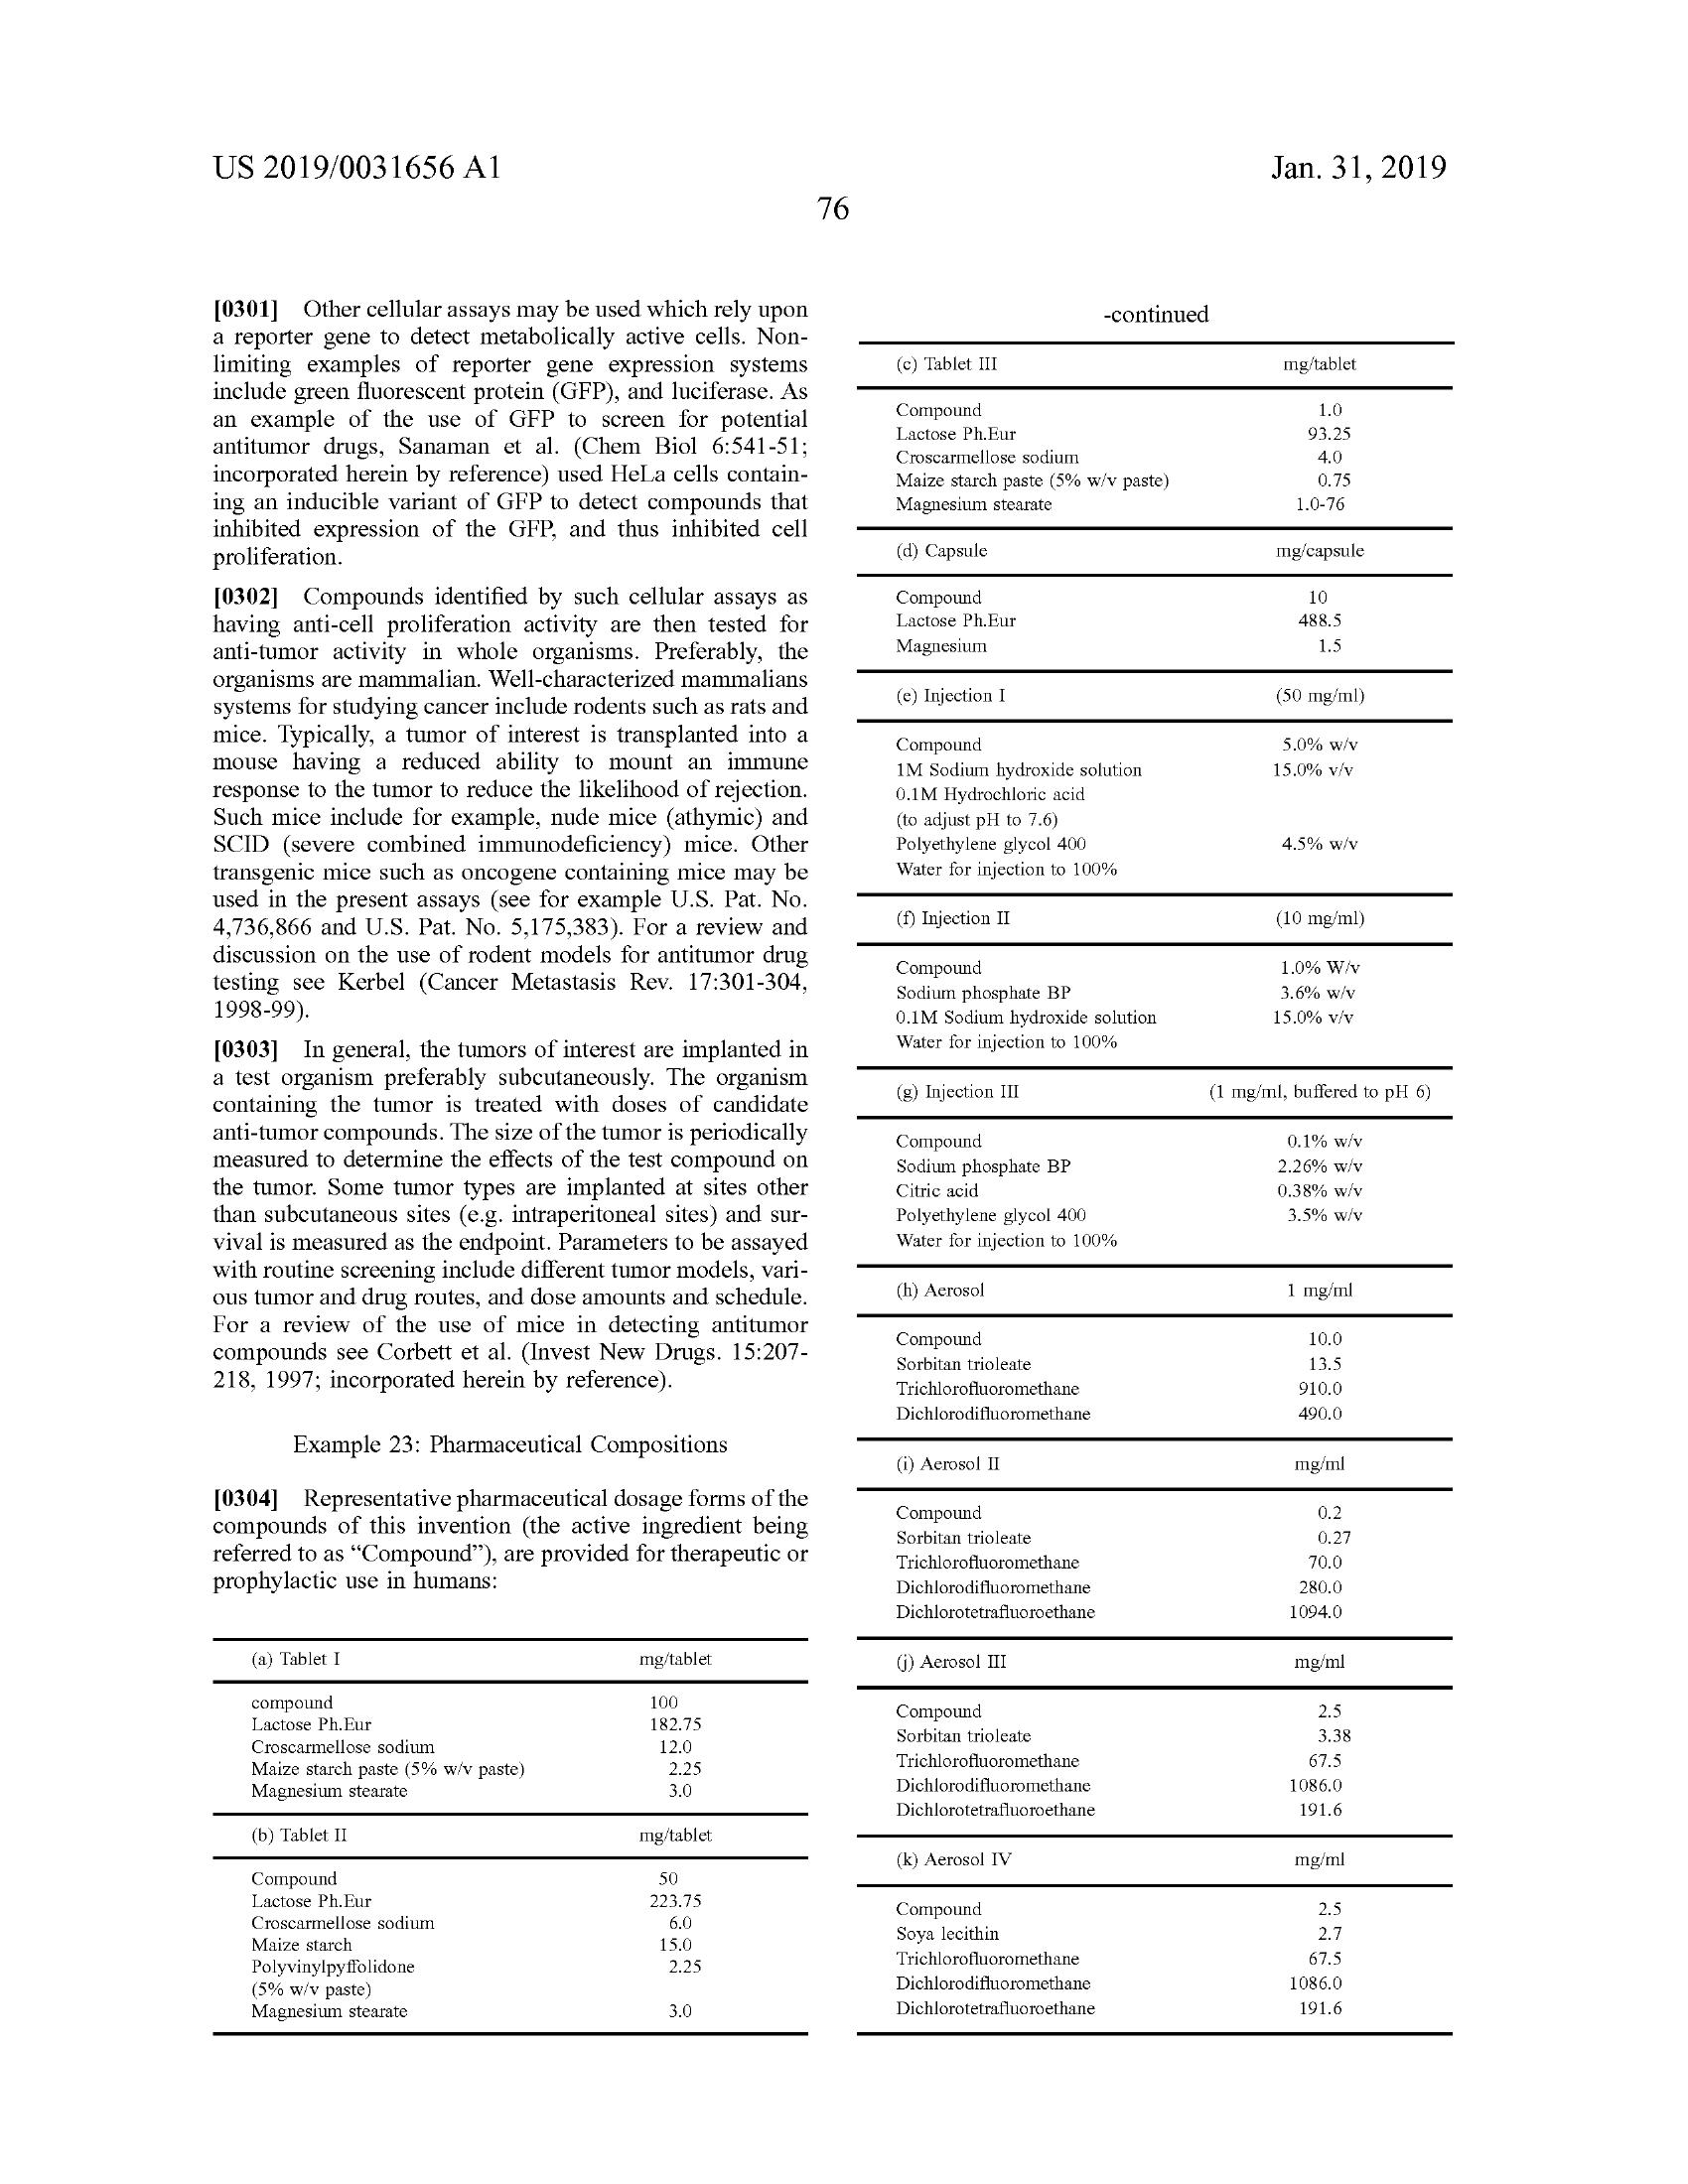 US 2019/0031656 A1
Jan. 31, 2019
76
[0301] Other cellular assays may be used which rely upon
a reporter gene to detect metabolically active cells. Non-
limiting examples of reporter gene expression systems
include green fluorescent protein (GFP), and luciferase. As
an example of the use of GFP to screen for potential
antitumor drugs, Sanaman et al. (Chem Biol 6:541-51;
incorporated herein by reference) used HeLa cells contain-
ing an inducible variant of GFP to detect compounds that
inhibited expression of the GFP, and thus inhibited cell
proliferation.
[0302] Compounds identified by such cellular assays as
having anti-cell proliferation activity are then tested for
anti-tumor activity in whole organisms. Preferably, the
organisms are mammalian. Well-characterized mammalians
systems for studying cancer include rodents such as rats and
mice. Typically, a tumor of interest is transplanted into a
mouse having a reduced ability to mount an immune
response to the tumor to reduce the likelihood of rejection.
Such mice include for example, nude mice (athymic) and
SCID (severe combined immunodeficiency) mice. Other
transgenic mice such as oncogene containing mice may be
used in the present assays (see for example U.S. Pat. No.
4,736,866 and U.S. Pat. No. 5,175,383). For a review and
discussion on the use of rodent models for antitumor drug
testing see Kerbel (Cancer Metastasis Rev. 17:301-304,
1998-99).
[0303] In general, the tumors of interest are implanted in
a test organism preferably subcutaneously. The organism
containing the tumor is treated with doses of candidate
anti-tumor compounds. The size of the tumor is periodically
measured to determine the effects of the test compound on
the tumor. Some tumor types are implanted at sites other
than subcutaneous sites (e.g. intraperitoneal sites) and sur-
vival is measured as the endpoint. Parameters to be assayed
with routine screening include different tumor models, vari-
ous tumor and drug routes, and dose amounts and schedule.
For a review of the use of mice in detecting antitumor
compounds see Corbett et al. (Invest New Drugs. 15:207-
218, 1997; incorporated herein by reference).
Example 23: Pharmaceutical Compositions
[0304] Representative pharmaceutical dosage forms of the
compounds of this invention (the active ingredient being
referred to as “Compound”), are provided for therapeutic or
prophylactic use in humans:
(a) Tablet I mg/tablet
compound 100
Lactose Ph.Eur 182.75
Croscarmellose sodium 12.0
Maize starch paste (5% w/v paste) 2.25
Magnesium stearate 3.0
(b) Tablet II mg/tablet
Compound 50
Lactose Ph.Eur 223.75
Croscarmellose sodium 6.0
Maize starch 15.0
Polyvinylpyffolidone 2.25
(5% w/v paste)
Magnesium stearate 3.0
-continued
(c) Tablet III mg/tablet
Compound 1.0
Lactose Ph.Eur 93.25
Croscarmellose sodium 4.0
Maize starch paste (5% w/v paste) 0.75
Magnesium stearate 1.0-76
(d) Capsule mg/capsule
Compound 10
Lactose Ph.Eur 488.5
Magnesium 1.5
(e) Injection I (50 mg/ml)
Compound 5.0% w/v
1M Sodium hydroxide solution 15.0% v/v
0.1M Hydrochloric acid
(to adjust pH to 7.6)
Polyethylene glycol 400 4.5% w/v
Water for injection to 100%
(f) Injection II (10 mg/ml)
Compound 1.0% W/v
Sodium phosphate BP 3.6% w/v
0.1M Sodium hydroxide solution 15.0% v/v
Water for injection to 100%
(g) Injection III (1 mg/ml, buffered to pH 6)
Compound 0.1% w/v
Sodium phosphate BP 2.26% w/v
Citric acid 0.38% w/v
Polyethylene glycol 400 3.5% w/v
Water for injection to 100%
(h) Aerosol 1 mg/ml
Compound 10.0
Sorbitan trioleate 13.5
Trichlorofluoromethane 910.0
Dichlorodifluoromethane 490.0
(i) Aerosol II mg/ml
Compound 0.2
Sorbitan trioleate 0.27
Trichlorofluoromethane 70.0
Dichlorodifluoromethane 280.0
Dichlorotetrafluoroethane 1094.0
(j) Aerosol III mg/ml
Compound 2.5
Sorbitan trioleate 3.38
Trichlorofluoromethane 67.5
Dichlorodifluoromethane 1086.0
Dichlorotetrafluoroethane 191.6
(k) Aerosol IV mg/ml
Compound 2.5
Soya lecithin 2.7
Trichlorofluoromethane 67.5
Dichlorodifluoromethane 1086.0
Dichlorotetrafluoroethane 191.6